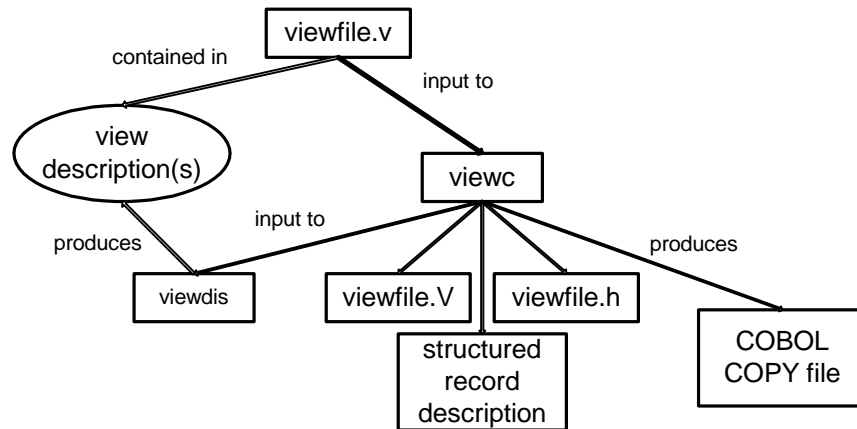 viewfile.v
contained in
input to
view
description(s)
viewc
input to
produces
produces
viewdis
viewfile.V
viewfile.h
COBOL
COPY file
structured
record
description